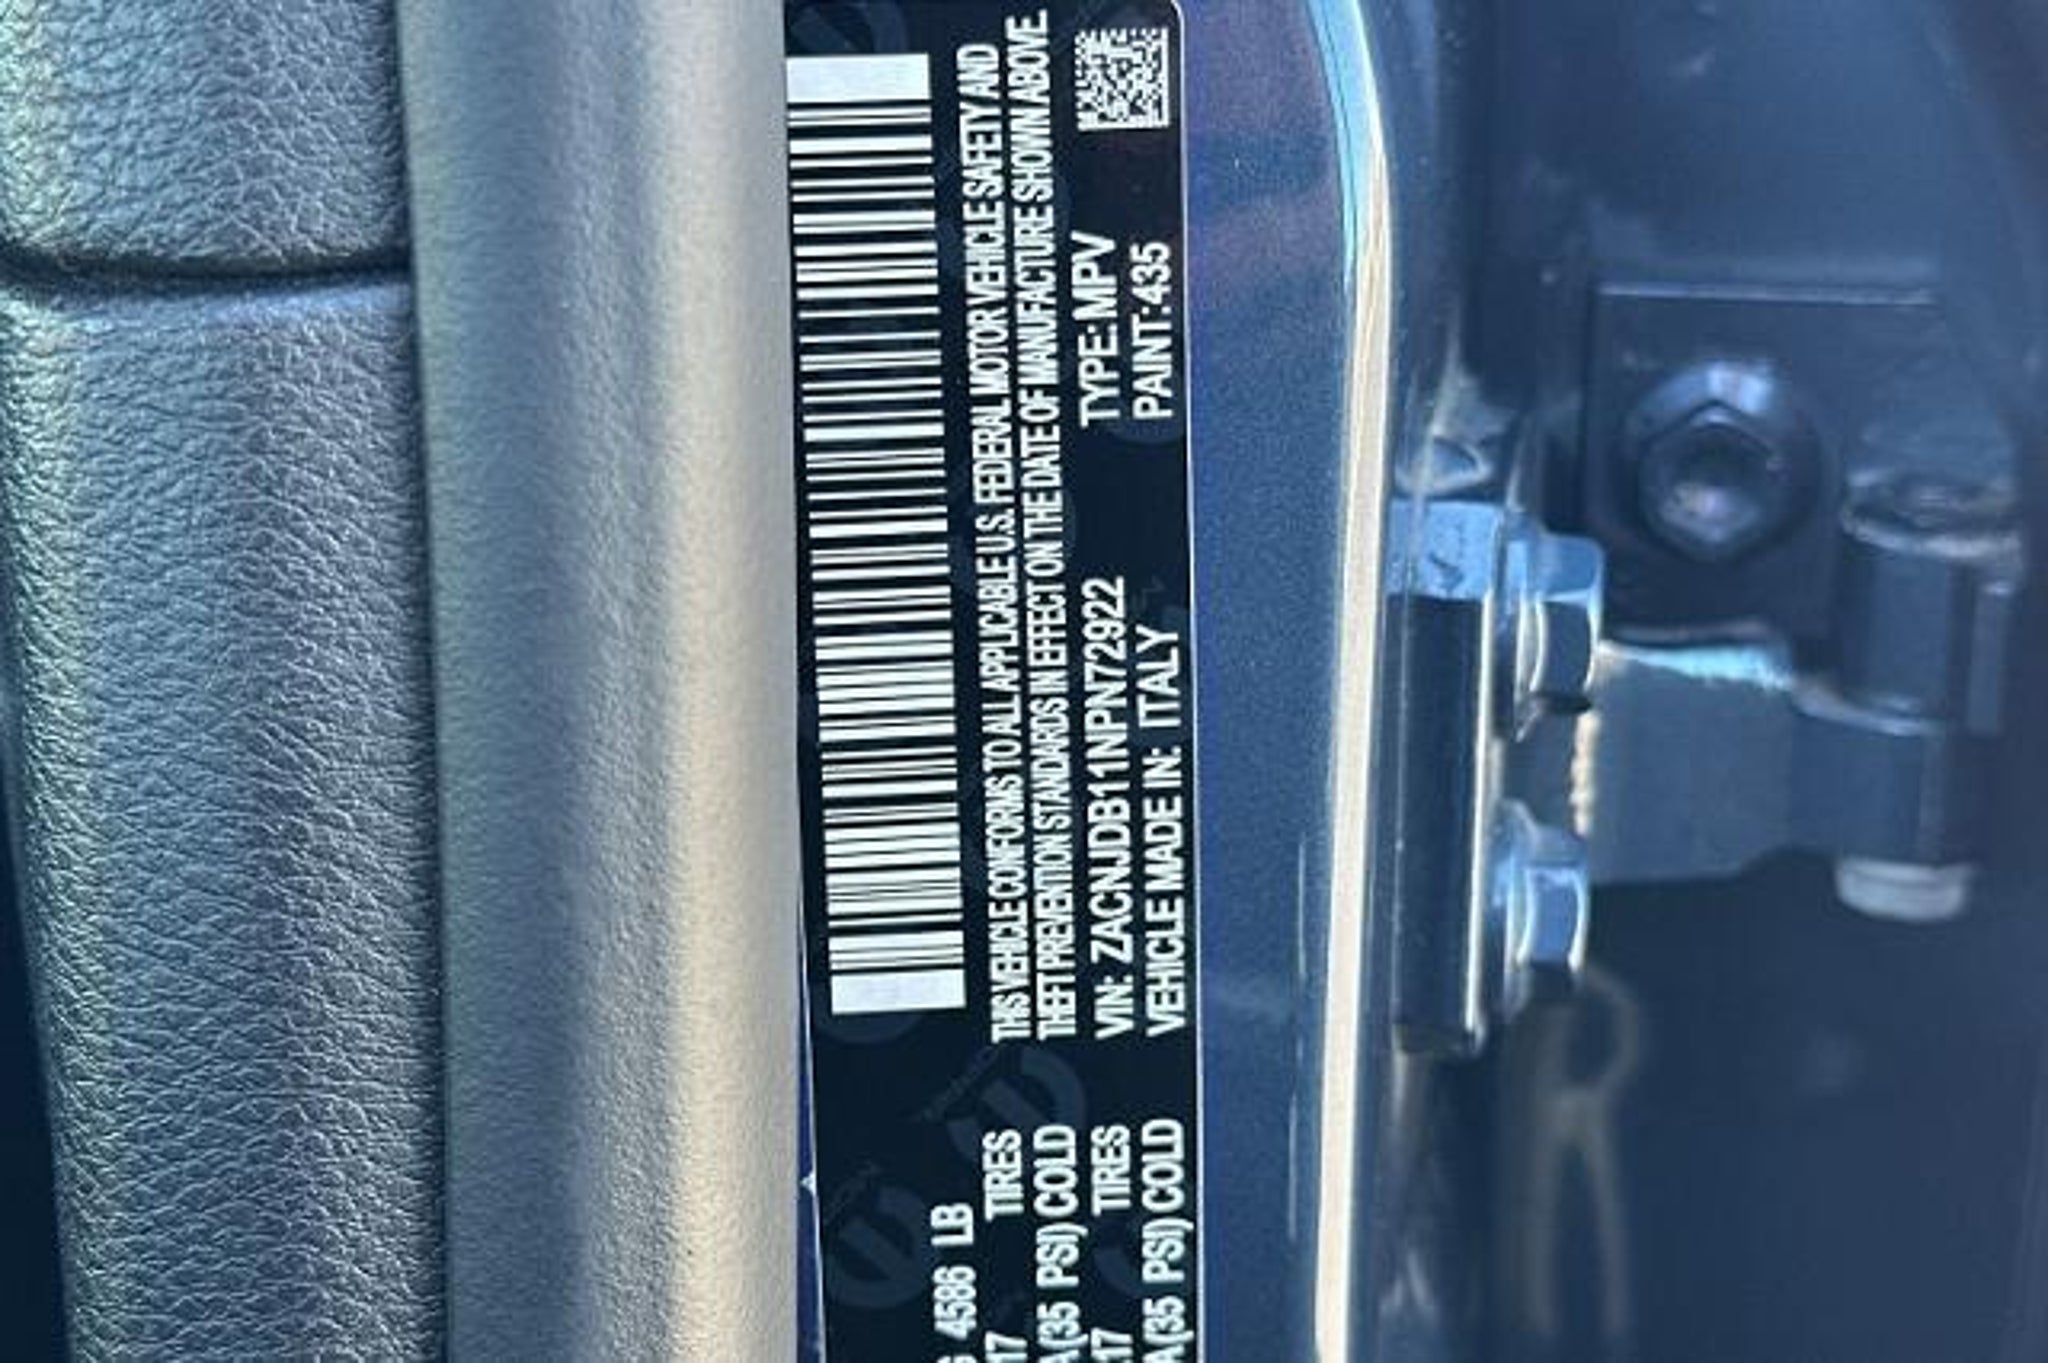 4586 LB
17 TIRES
A(35 PSI) COLD
17 TIRES
A(35 PSI) COLD
THIS VEHICLE CONFORMS TO ALL APPLICABLE U.S. FEDERAL MOTOR VEHICLE SAFETY AND
THEFT PREVENTION STANDARDS IN EFFECT ON THE DATE OF MANUFACTURE SHOWN ABOVE.
VIN: ZACNJDB11NPN72922 TYPE: MPV
VEHICLE MADE IN: ITALY PAINT: 435